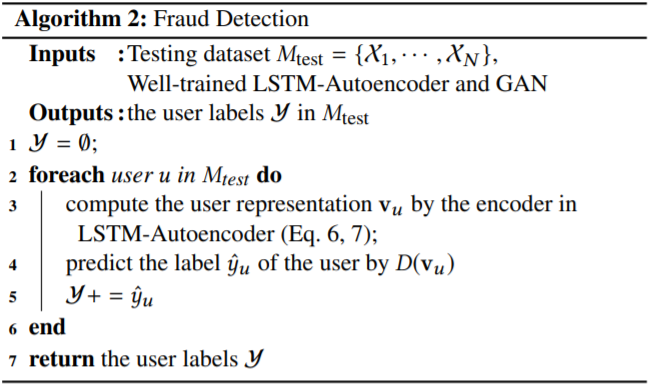 Algorithm 2: Fraud Detection
Inputs : Testing dataset M_test = {𝒳_1, ⋯ , 𝒳_N},
Well-trained LSTM-Autoencoder and GAN
Outputs : the user labels 𝒴 in M_test
1 𝒴 = ∅;
2 foreach user u in M_test do
3 compute the user representation v_u by the encoder in
LSTM-Autoencoder (Eq. 6, 7);
4 predict the label ŷ_u of the user by D(v_u)
5 𝒴+ = ŷ_u
6 end
7 return the user labels 𝒴